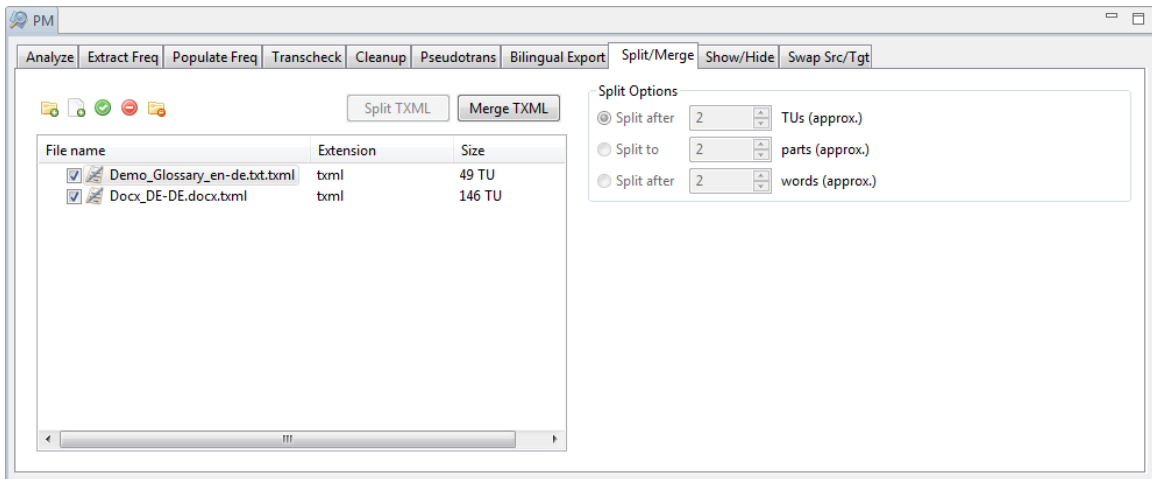 PM
Analyze Extract Freq Populate Freq Transcheck Cleanup Pseudotrans Bilingual Export Split/Merge Show/Hide Swap Src/Tgt
Split TXML Merge TXML
File name Extension Size
Demo_Glossary_en-de.txt.txml txml 49 TU
Docx_DE-DE.docx.txml txml 146 TU
Split Options
Split after 2 TUs (approx.)
Split to 2 parts (approx.)
Split after 2 words (approx.)